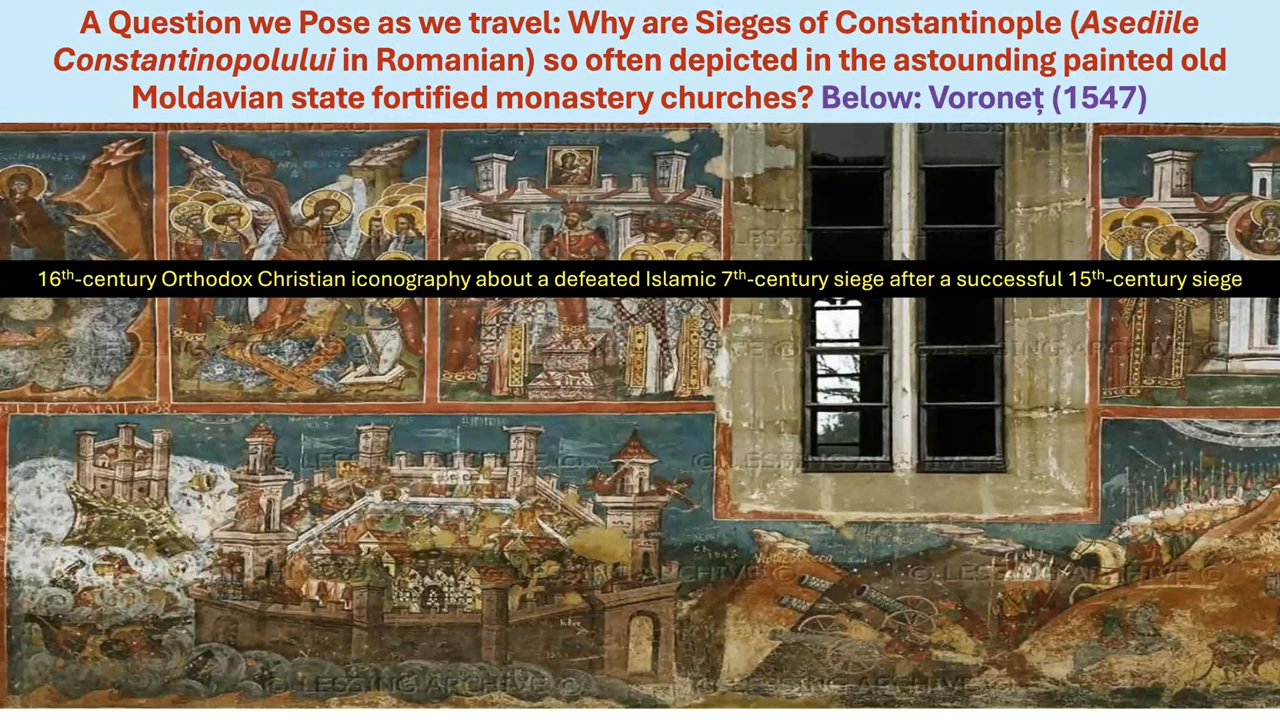 A Question we Pose as we travel: Why are Sieges of Constantinople (Asediile
Constantinopolului in Romanian) so often depicted in the astounding painted old
Moldavian state fortified monastery churches? Below: Voroneț (1547)
16th-century Orthodox Christian iconography about a defeated Islamic 7th-century siege after a successful 15th-century siege
© LESSING ARCHIVE ©